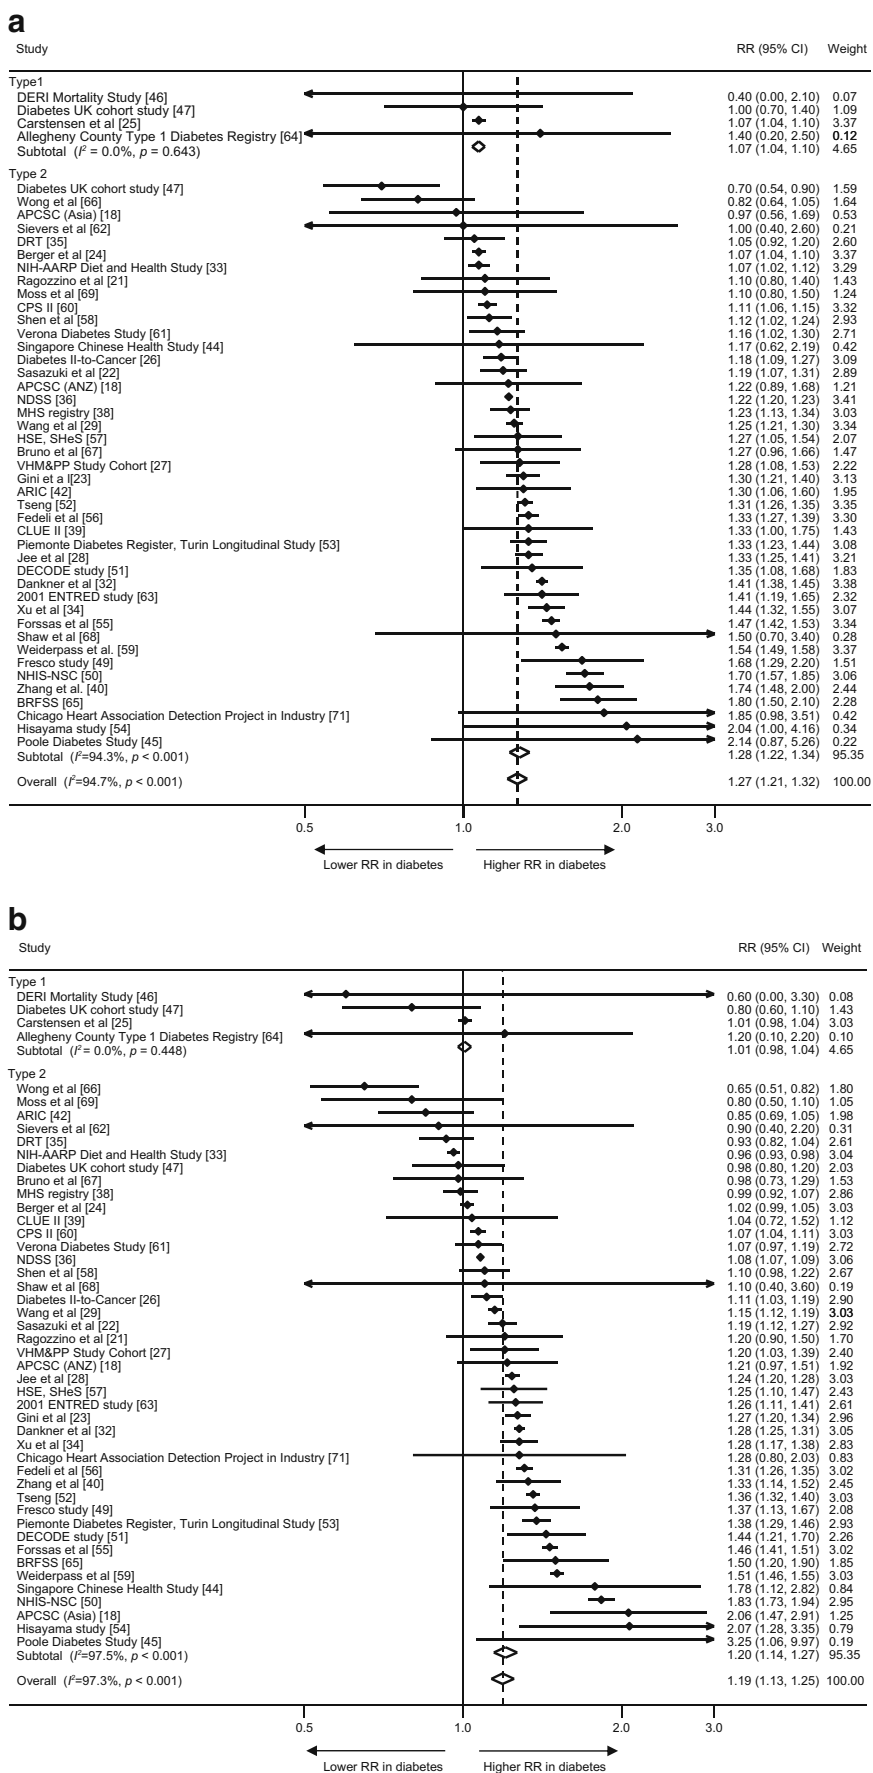 a
Study RR (95% CI) Weight
Type1
DERI Mortality Study [46] 0.40 (0.00, 2.10) 0.07
Diabetes UK cohort study [47] 1.00 (0.70, 1.40) 1.09
Carstensen et al [25] 1.07 (1.04, 1.10) 3.37
Allegheny County Type 1 Diabetes Registry [64] 1.40 (0.20, 2.50) 0.12
Subtotal (I² = 0.0%, p = 0.643) 1.07 (1.04, 1.10) 4.65
Type 2
Diabetes UK cohort study [47] 0.70 (0.54, 0.90) 1.59
Wong et al [66] 0.82 (0.64, 1.05) 1.64
APCSC (Asia) [18] 0.97 (0.56, 1.69) 0.53
Sievers et al [62] 1.00 (0.40, 2.60) 0.21
DRT [35] 1.05 (0.92, 1.20) 2.60
Berger et al [24] 1.07 (1.04, 1.10) 3.37
NIH-AARP Diet and Health Study [33] 1.07 (1.02, 1.12) 3.29
Ragozzino et al [21] 1.10 (0.80, 1.40) 1.43
Moss et al [69] 1.10 (0.80, 1.50) 1.24
CPS II [60] 1.11 (1.06, 1.15) 3.32
Shen et al [58] 1.12 (1.02, 1.24) 2.93
Verona Diabetes Study [61] 1.16 (1.02, 1.30) 2.71
Singapore Chinese Health Study [44] 1.17 (0.62, 2.19) 0.42
Diabetes II-to-Cancer [26] 1.18 (1.09, 1.27) 3.09
Sasazuki et al [22] 1.19 (1.07, 1.31) 2.89
APCSC (ANZ) [18] 1.22 (0.89, 1.68) 1.21
NDSS [36] 1.22 (1.20, 1.23) 3.41
MHS registry [38] 1.23 (1.13, 1.34) 3.03
Wang et al [29] 1.25 (1.21, 1.30) 3.34
HSE, SHeS [57] 1.27 (1.05, 1.54) 2.07
Bruno et al [67] 1.27 (0.96, 1.66) 1.47
VHM&PP Study Cohort [27] 1.28 (1.08, 1.53) 2.22
Gini et a l[23] 1.30 (1.21, 1.40) 3.13
ARIC [42] 1.30 (1.06, 1.60) 1.95
Tseng [52] 1.31 (1.26, 1.35) 3.35
Fedeli et al [56] 1.33 (1.27, 1.39) 3.30
CLUE II [39] 1.33 (1.00, 1.75) 1.43
Piemonte Diabetes Register, Turin Longitudinal Study [53] 1.33 (1.23, 1.44) 3.08
Jee et al [28] 1.33 (1.25, 1.41) 3.21
DECODE study [51] 1.35 (1.08, 1.68) 1.83
Dankner et al [32] 1.41 (1.38, 1.45) 3.38
2001 ENTRED study [63] 1.41 (1.19, 1.65) 2.32
Xu et al [34] 1.44 (1.32, 1.55) 3.07
Forssas et al [55] 1.47 (1.42, 1.53) 3.34
Shaw et al [68] 1.50 (0.70, 3.40) 0.28
Weiderpass et al. [59] 1.54 (1.49, 1.58) 3.37
Fresco study [49] 1.68 (1.29, 2.20) 1.51
NHIS-NSC [50] 1.70 (1.57, 1.85) 3.06
Zhang et al. [40] 1.74 (1.48, 2.00) 2.44
BRFSS [65] 1.80 (1.50, 2.10) 2.28
Chicago Heart Association Detection Project in Industry [71] 1.85 (0.98, 3.51) 0.42
Hisayama study [54] 2.04 (1.00, 4.16) 0.34
Poole Diabetes Study [45] 2.14 (0.87, 5.26) 0.22
Subtotal (I²=94.3%, p < 0.001) 1.28 (1.22, 1.34) 95.35
Overall (I²=94.7%, p < 0.001) 1.27 (1.21, 1.32) 100.00
0.5 1.0 2.0 3.0
Lower RR in diabetes Higher RR in diabetes
b
Study RR (95% CI) Weight
Type 1
DERI Mortality Study [46] 0.60 (0.00, 3.30) 0.08
Diabetes UK cohort study [47] 0.80 (0.60, 1.10) 1.43
Carstensen et al [25] 1.01 (0.98, 1.04) 3.03
Allegheny County Type 1 Diabetes Registry [64] 1.20 (0.10, 2.20) 0.10
Subtotal (I² = 0.0%, p = 0.448) 1.01 (0.98, 1.04) 4.65
Type 2
Wong et al [66] 0.65 (0.51, 0.82) 1.80
Moss et al [69] 0.80 (0.50, 1.10) 1.05
ARIC [42] 0.85 (0.69, 1.05) 1.98
Sievers et al [62] 0.90 (0.40, 2.20) 0.31
DRT [35] 0.93 (0.82, 1.04) 2.61
NIH-AARP Diet and Health Study [33] 0.96 (0.93, 0.98) 3.04
Diabetes UK cohort study [47] 0.98 (0.80, 1.20) 2.03
Bruno et al [67] 0.98 (0.73, 1.29) 1.53
MHS registry [38] 0.99 (0.92, 1.07) 2.86
Berger et al [24] 1.02 (0.99, 1.05) 3.03
CLUE II [39] 1.04 (0.72, 1.52) 1.12
CPS II [60] 1.07 (1.04, 1.11) 3.03
Verona Diabetes Study [61] 1.07 (0.97, 1.19) 2.72
NDSS [36] 1.08 (1.07, 1.09) 3.06
Shen et al [58] 1.10 (0.98, 1.22) 2.67
Shaw et al [68] 1.10 (0.40, 3.60) 0.19
Diabetes II-to-Cancer [26] 1.11 (1.03, 1.19) 2.90
Wang et al [29] 1.15 (1.12, 1.19) 3.03
Sasazuki et al [22] 1.19 (1.12, 1.27) 2.92
Ragozzino et al [21] 1.20 (0.90, 1.50) 1.70
VHM&PP Study Cohort [27] 1.20 (1.03, 1.39) 2.40
APCSC (ANZ) [18] 1.21 (0.97, 1.51) 1.92
Jee et al [28] 1.24 (1.20, 1.28) 3.03
HSE, SHeS [57] 1.25 (1.10, 1.47) 2.43
2001 ENTRED study [63] 1.26 (1.11, 1.41) 2.61
Gini et al [23] 1.27 (1.20, 1.34) 2.96
Dankner et al [32] 1.28 (1.25, 1.31) 3.05
Xu et al [34] 1.28 (1.17, 1.38) 2.83
Chicago Heart Association Detection Project in Industry [71] 1.28 (0.80, 2.03) 0.83
Fedeli et al [56] 1.31 (1.26, 1.35) 3.02
Zhang et al [40] 1.33 (1.14, 1.52) 2.45
Tseng [52] 1.36 (1.32, 1.40) 3.03
Fresco study [49] 1.37 (1.13, 1.67) 2.08
Piemonte Diabetes Register, Turin Longitudinal Study [53] 1.38 (1.29, 1.46) 2.93
DECODE study [51] 1.44 (1.21, 1.70) 2.26
Forssas et al [55] 1.46 (1.41, 1.51) 3.02
BRFSS [65] 1.50 (1.20, 1.90) 1.85
Weiderpass et al [59] 1.51 (1.46, 1.55) 3.03
Singapore Chinese Health Study [44] 1.78 (1.12, 2.82) 0.84
NHIS-NSC [50] 1.83 (1.73, 1.94) 2.95
APCSC (Asia) [18] 2.06 (1.47, 2.91) 1.25
Hisayama study [54] 2.07 (1.28, 3.35) 0.79
Poole Diabetes Study [45] 3.25 (1.06, 9.97) 0.19
Subtotal (I²=97.5%, p < 0.001) 1.20 (1.14, 1.27) 95.35
Overall (I²=97.3%, p < 0.001) 1.19 (1.13, 1.25) 100.00
0.5 1.0 2.0 3.0
Lower RR in diabetes Higher RR in diabetes